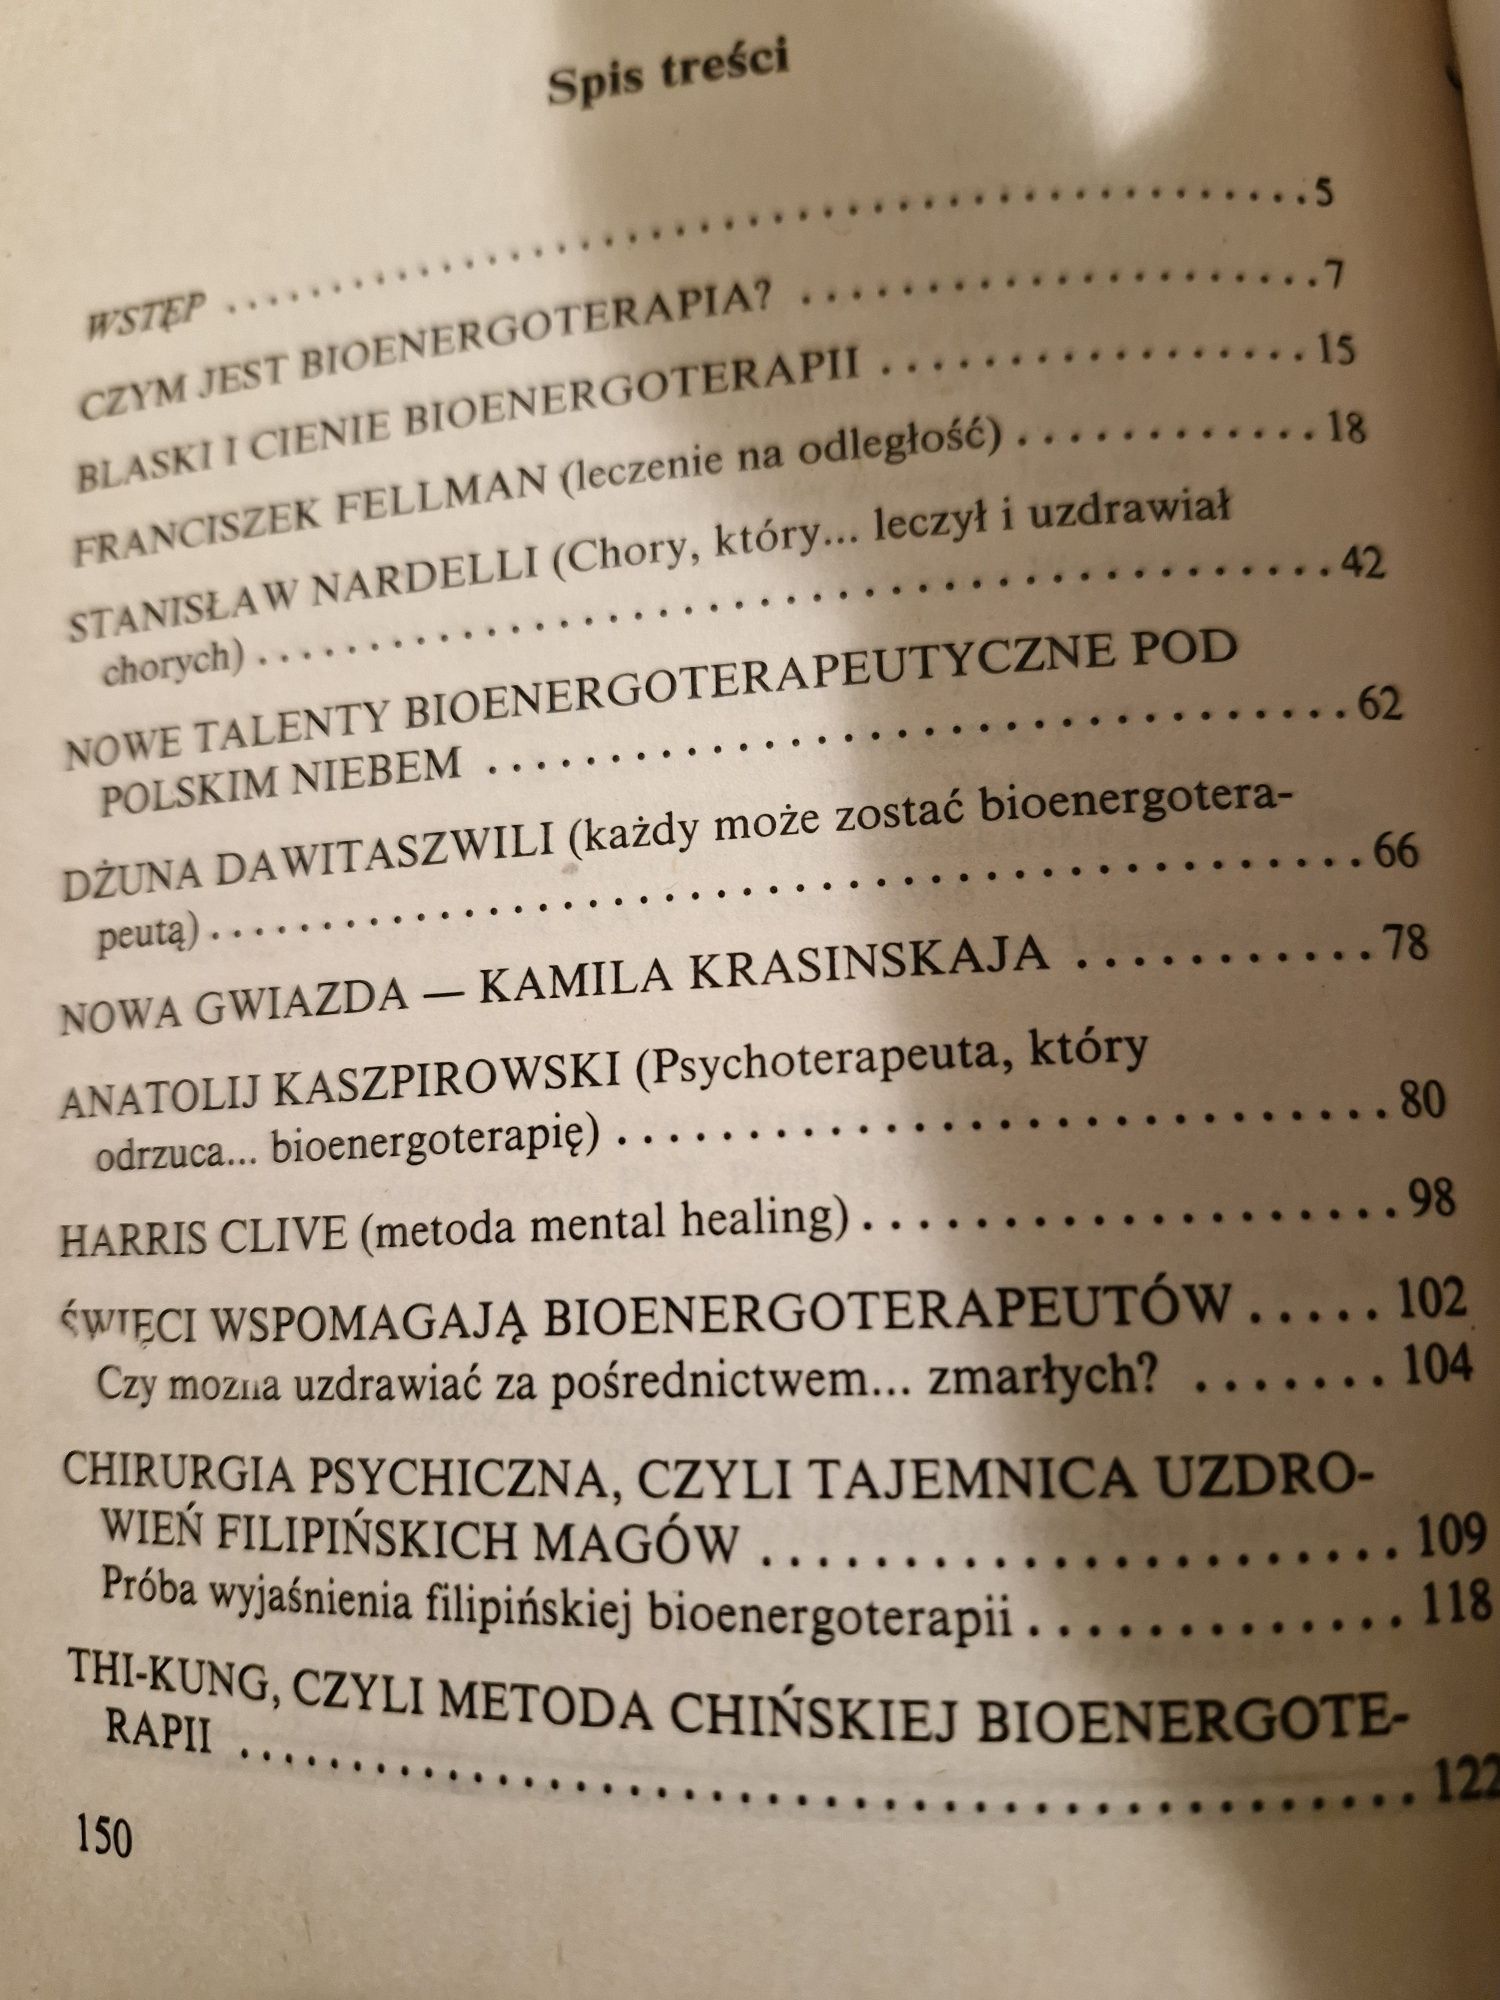 Spis treści
WSTĘP . . . . . . . . . . . . . . . . . . . . . . . . . . . . . . . . . . . . . . . . 5
CZYM JEST BIOENERGOTERAPIA? . . . . . . . . . . . . . . . . . . . . . 7
BLASKI I CIENIE BIOENERGOTERAPII . . . . . . . . . . . . . . . . . 15
FRANCISZEK FELLMAN (leczenie na odległość) . . . . . . . . . . . . 18
STANISŁAW NARDELLI (Chory, który... leczył i uzdrawiał
chorych) . . . . . . . . . . . . . . . . . . . . . . . . . . . . . . . . . . . . . . . 42
NOWE TALENTY BIOENERGOTERAPEUTYCZNE POD
POLSKIM NIEBEM . . . . . . . . . . . . . . . . . . . . . . . . . . . . . . . 62
DŻUNA DAWITASZWILI (każdy może zostać bioenergotera-
peutą) . . . . . . . . . . . . . . . . . . . . . . . . . . . . . . . . . . . . . . . . 66
NOWA GWIAZDA — KAMILA KRASINSKAJA . . . . . . . . . . . 78
ANATOLIJ KASZPIROWSKI (Psychoterapeuta, który
odrzuca... bioenergoterapię) . . . . . . . . . . . . . . . . . . . . . . . . . . . . 80
HARRIS CLIVE (metoda mental healing) . . . . . . . . . . . . . . . . . . . 98
ŚWIĘCI WSPOMAGAJĄ BIOENERGOTERAPEUTÓW . . . . . 102
Czy można uzdrawiać za pośrednictwem... zmarłych? . . . . . . . 104
CHIRURGIA PSYCHICZNA, CZYLI TAJEMNICA UZDRO-
WIEŃ FILIPIŃSKICH MAGÓW . . . . . . . . . . . . . . . . . . . . . . . 109
Próba wyjaśnienia filipińskiej bioenergoterapii . . . . . . . . . . . . . 118
THI-KUNG, CZYLI METODA CHIŃSKIEJ BIOENERGOTE-
RAPII . . . . . . . . . . . . . . . . . . . . . . . . . . . . . . . . . . . . . . . . . . . 122
150